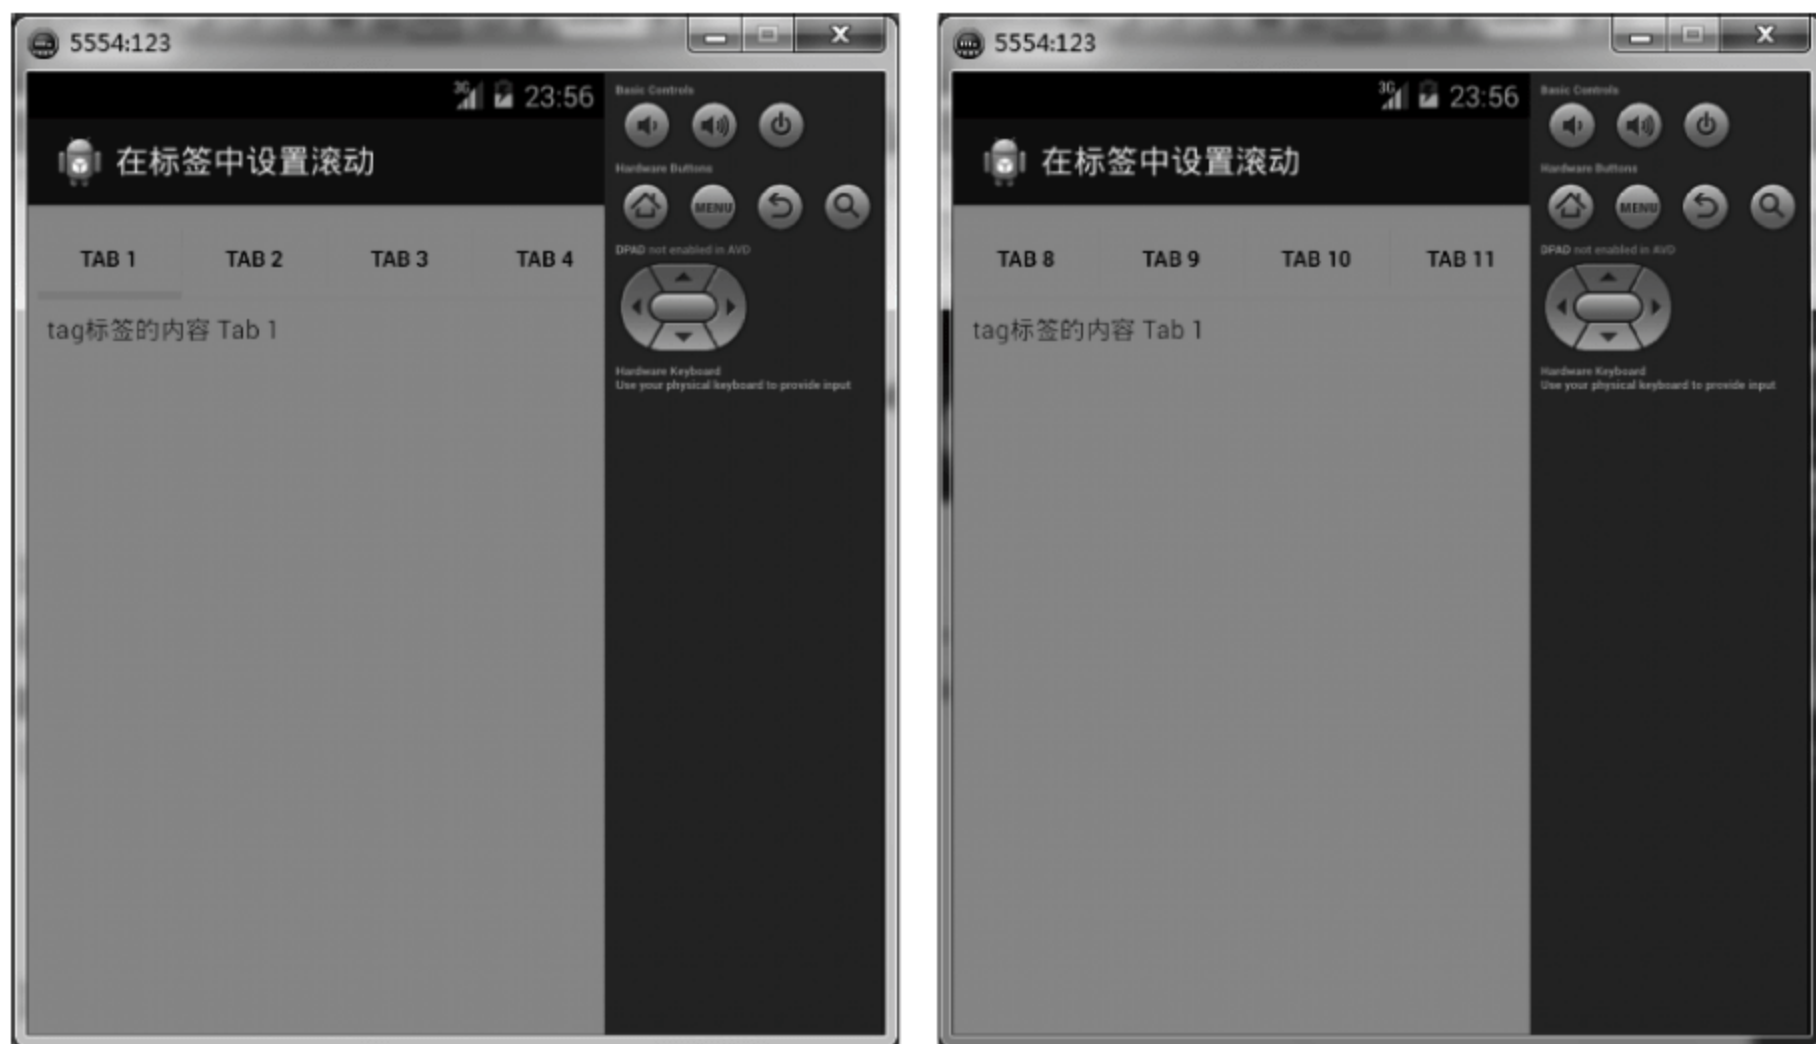 5554:123
3G 23:56
在标签中设置滚动
TAB 1 TAB 2 TAB 3 TAB 4
tag标签的内容 Tab 1
Basic Controls
Hardware Buttons
MENU
DPAD not enabled in AVD
Hardware Keyboard
Use your physical keyboard to provide input
5554:123
3G 23:56
在标签中设置滚动
TAB 8 TAB 9 TAB 10 TAB 11
tag标签的内容 Tab 1
Basic Controls
Hardware Buttons
MENU
DPAD not enabled in AVD
Hardware Keyboard
Use your physical keyboard to provide input